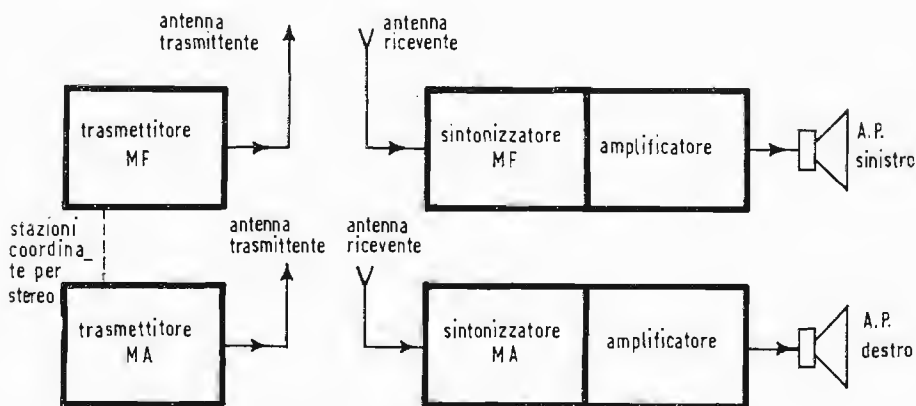 antenna
trasmittente
antenna
ricevente
trasmettitore
MF
sintonizzatore
MF
amplificatore
A.P.
sinistro
stazioni
coordina_
te per
stereo
antenna
trasmittente
antenna
ricevente
trasmettitore
MA
sintonizzatore
MA
amplificatore
A.P.
destro